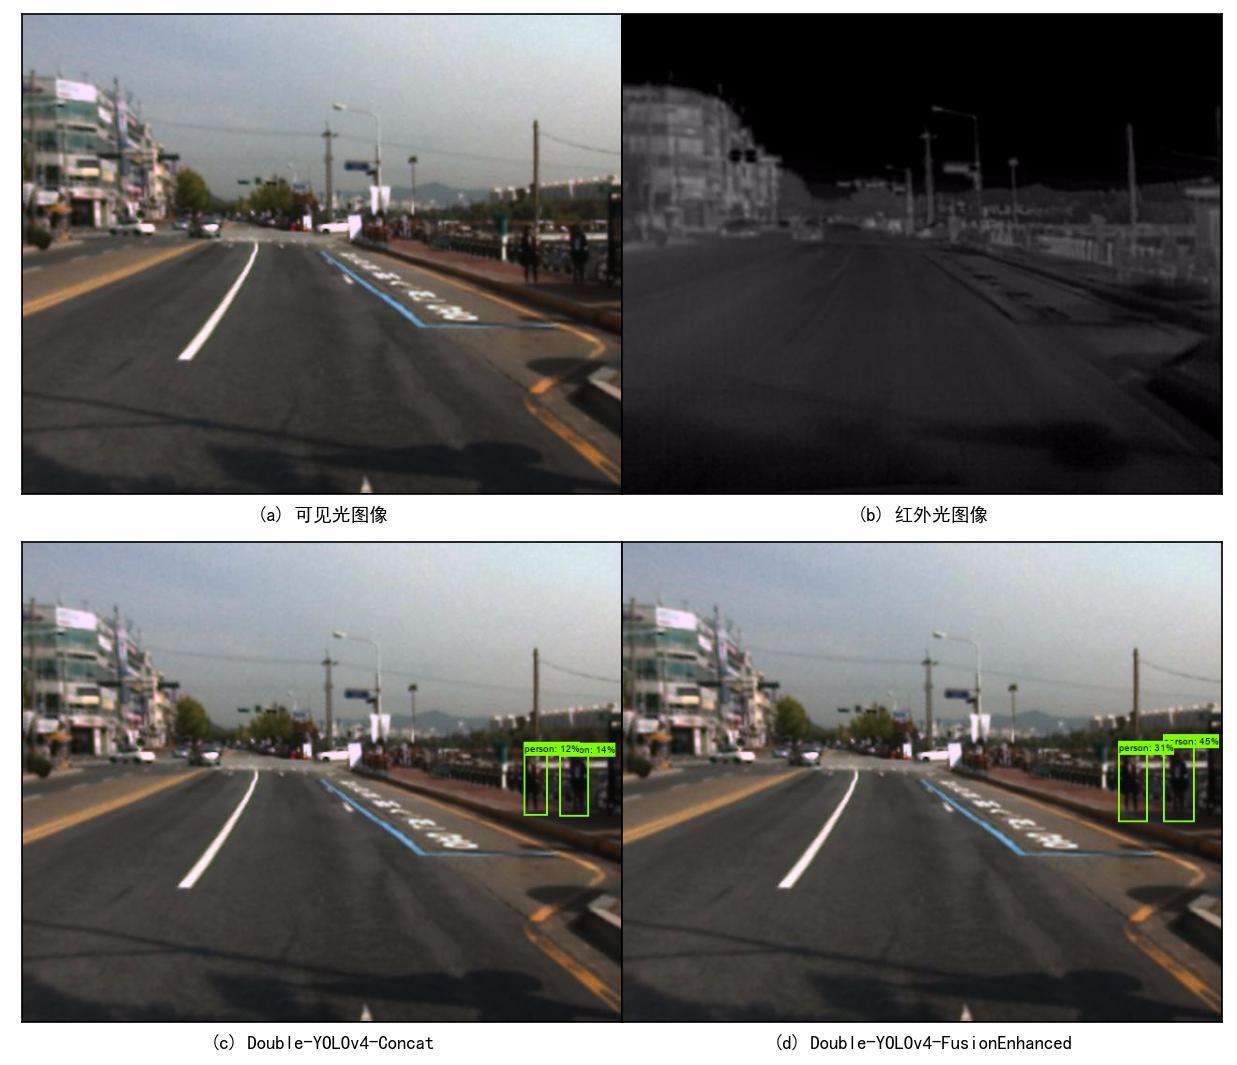 (a) 可见光图像
(b) 红外光图像
person: 12%
on: 14%
person: 31%
erson: 45%
(c) Double-YOLOv4-Concat
(d) Double-YOLOv4-FusionEnhanced